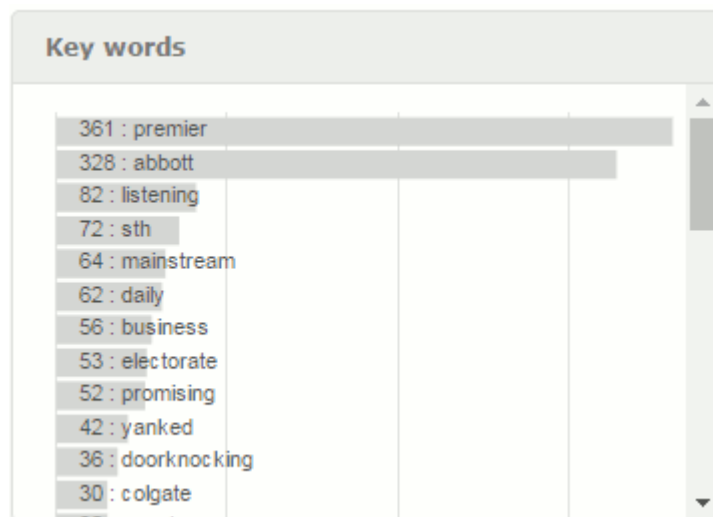 Key words
361 : premier
328 : abbott
82 : listening
72 : sth
64 : mainstream
62 : daily
56 : business
53 : electorate
52 : promising
42 : yanked
36 : doorknocking
30 : colgate